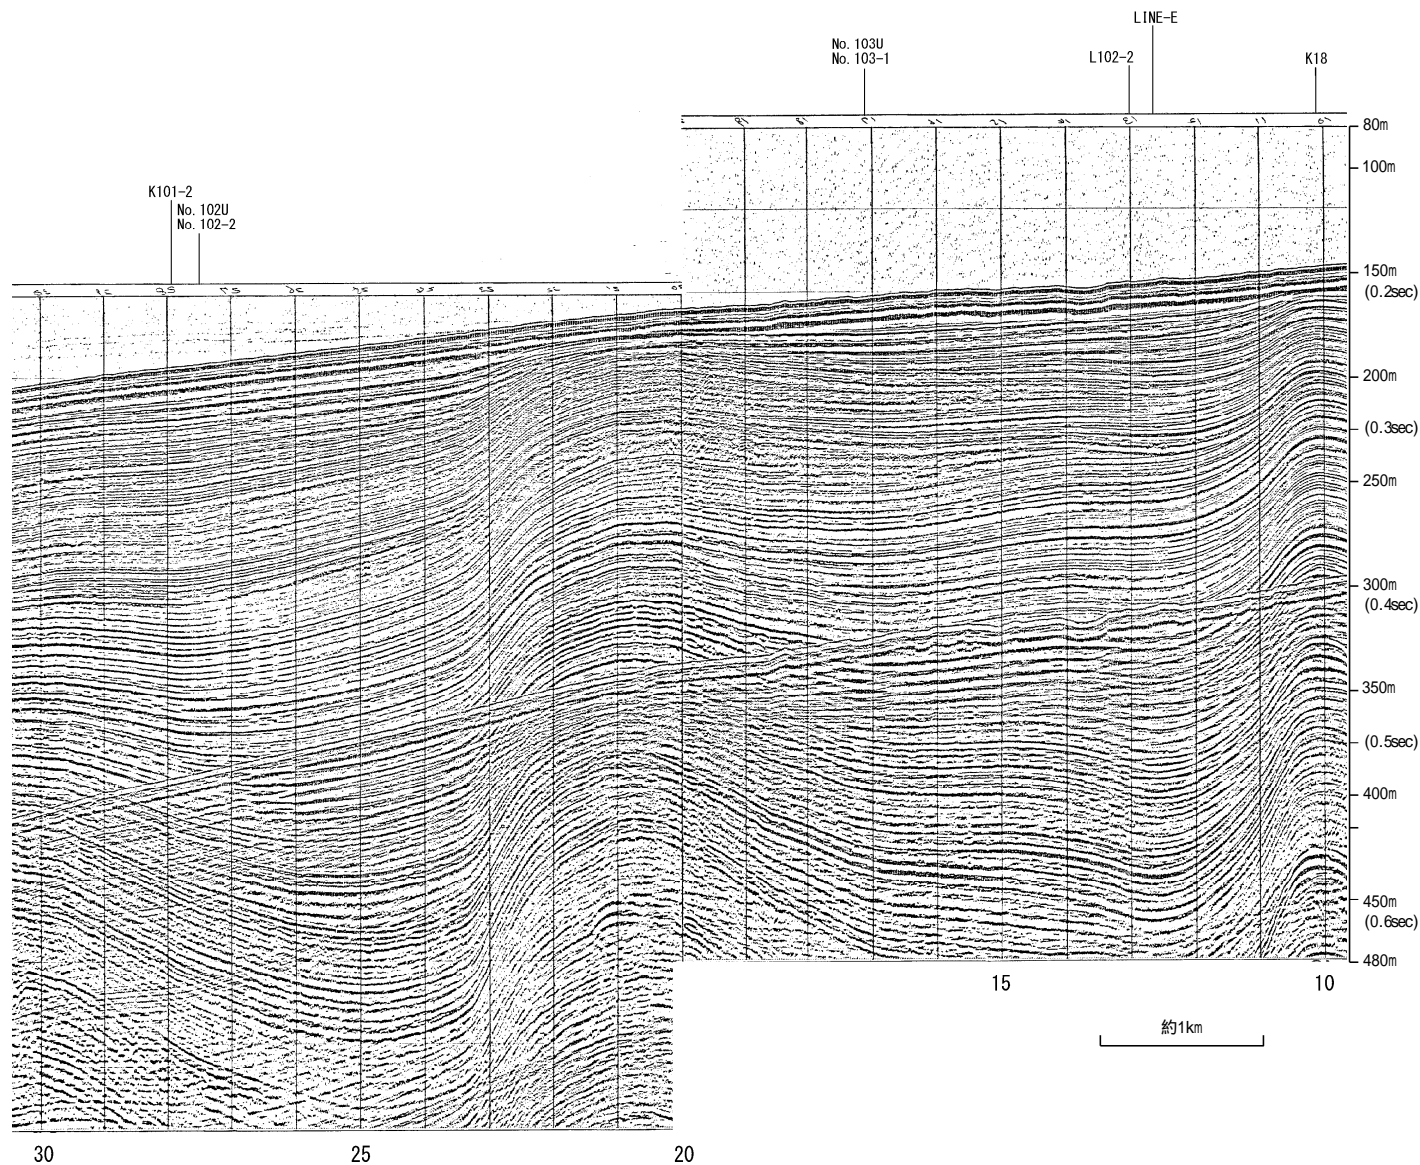 LINE-E
No. 103U
No. 103-1
L102-2
K18
80m
100m
K101-2
No. 102U
No. 102-2
150m
(0.2sec)
200m
(0.3sec)
250m
300m
(0.4sec)
350m
(0.5sec)
400m
450m
(0.6sec)
480m
15
10
約1km
30
25
20